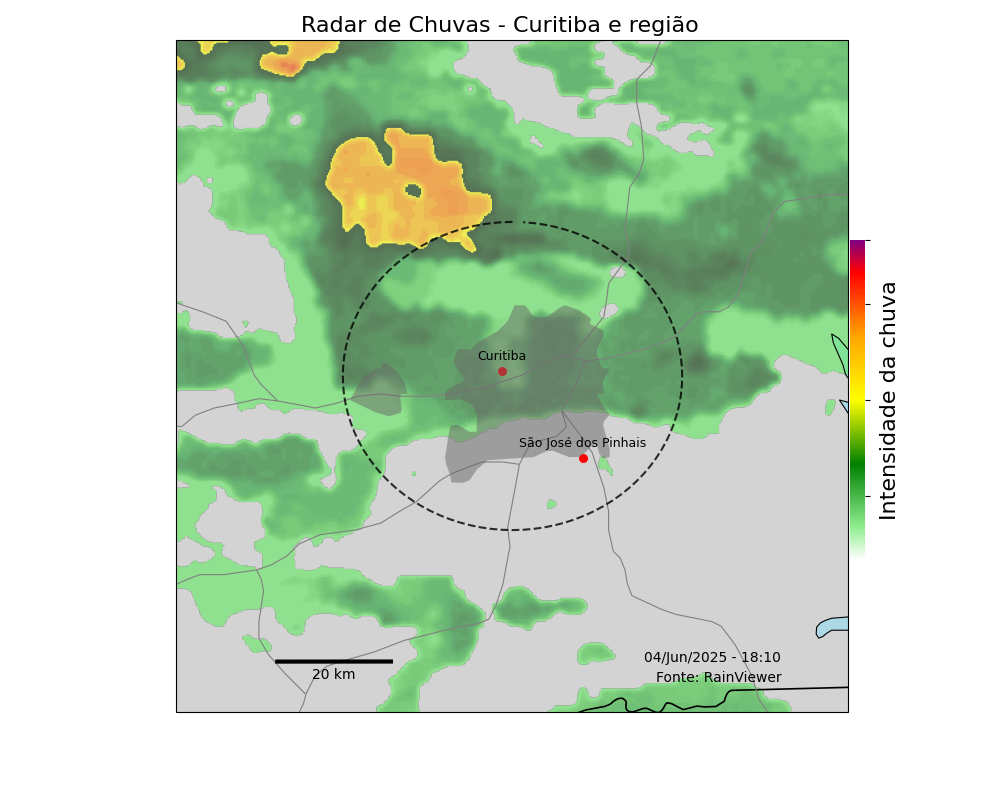 Radar de Chuvas - Curitiba e região
Curitiba
São José dos Pinhais
Intensidade da chuva
04/Jun/2025 - 18:10
Fonte: RainViewer
20 km